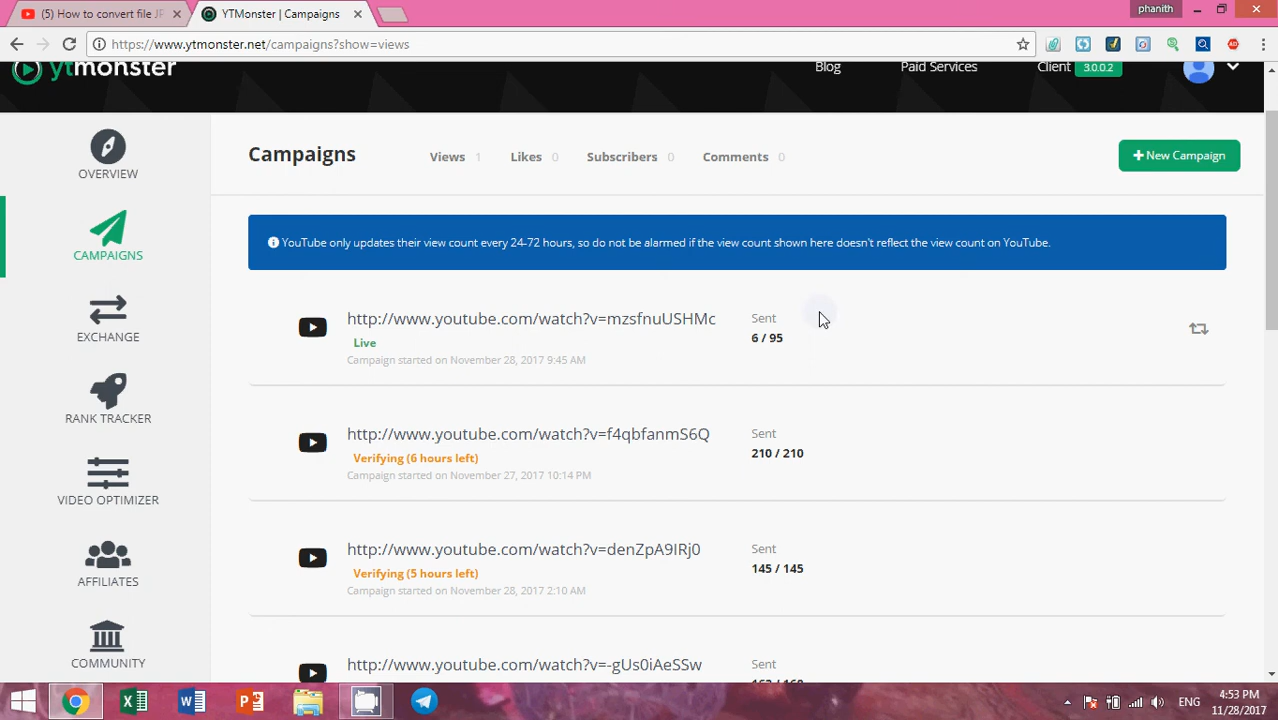 (5) How to convert file JP
YTMonster | Campaigns
phanith
https://www.ytmonster.net/campaigns?show=views
ytmonster
Blog
Paid Services
Client 3.0.0.2
OVERVIEW
CAMPAIGNS
EXCHANGE
RANK TRACKER
VIDEO OPTIMIZER
AFFILIATES
COMMUNITY
Campaigns
Views 1
Likes 0
Subscribers 0
Comments 0
+ New Campaign
YouTube only updates their view count every 24-72 hours, so do not be alarmed if the view count shown here doesn't reflect the view count on YouTube.
http://www.youtube.com/watch?v=mzsfnuUSHMc
Live
Campaign started on November 28, 2017 9:45 AM
Sent
6 / 95
http://www.youtube.com/watch?v=f4qbfanmS6Q
Verifying (6 hours left)
Campaign started on November 27, 2017 10:14 PM
Sent
210 / 210
http://www.youtube.com/watch?v=denZpA9IRj0
Verifying (5 hours left)
Campaign started on November 28, 2017 2:10 AM
Sent
145 / 145
http://www.youtube.com/watch?v=-gUs0iAeSSw
Sent
ENG
4:53 PM
11/28/2017